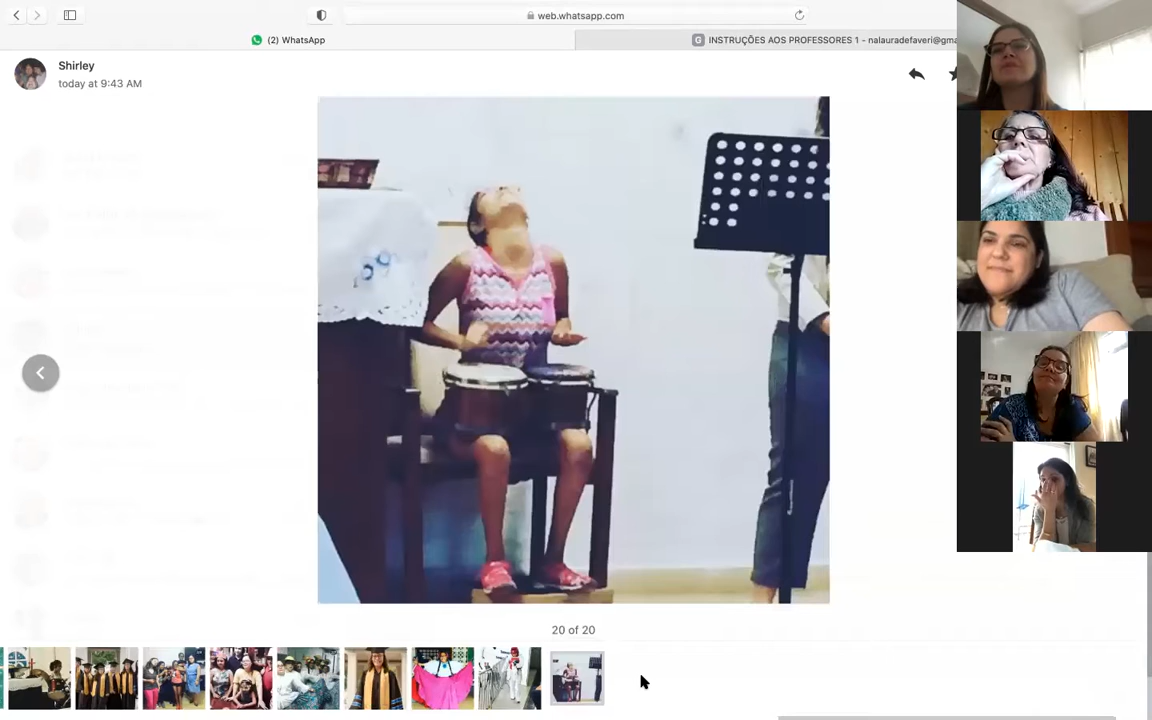 web.whatsapp.com
(2) WhatsApp
G INSTRUÇÕES AOS PROFESSORES 1 - nalauradefaveri@gma
Shirley
today at 9:43 AM
20 of 20